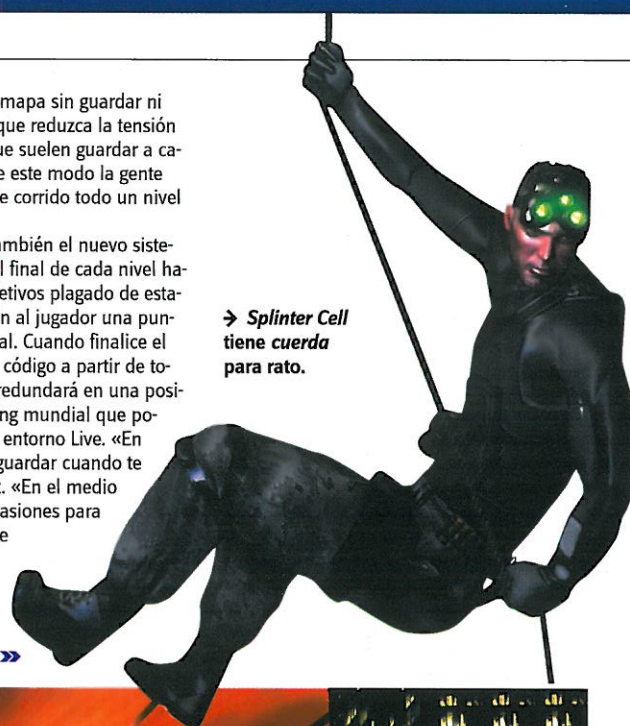 mapa sin guardar ni
que reduzca la tensión
ue suelen guardar a ca-
e este modo la gente
e corrido todo un nivel
ambién el nuevo siste-
l final de cada nivel ha-
etivos plagado de esta-
n al jugador una pun-
al. Cuando finalice el
código a partir de to-
redundará en una posi-
ng mundial que po-
entorno Live. «En
guardar cuando te
. «En el medio
asiones para
e
»
→ Splinter Cell
tiene cuerda
para rato.